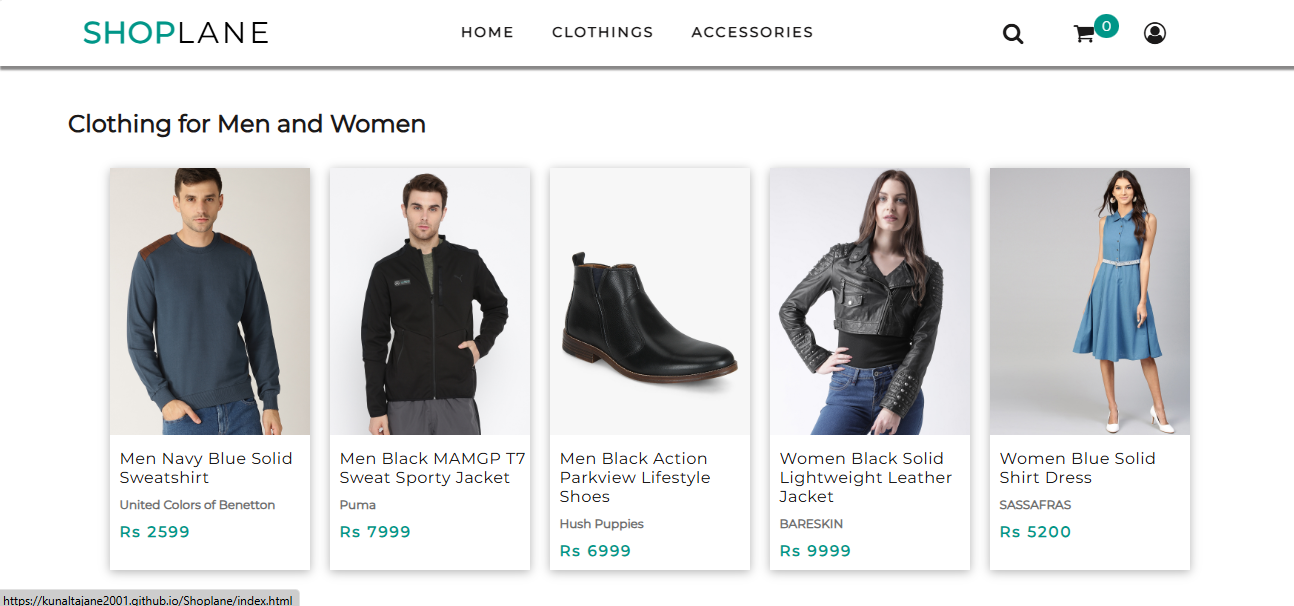 SHOPLANE
HOME CLOTHINGS ACCESSORIES
0
Clothing for Men and Women
Men Navy Blue Solid
Sweatshirt
United Colors of Benetton
Rs 2599
Men Black MAMGP T7
Sweat Sporty Jacket
Puma
Rs 7999
Men Black Action
Parkview Lifestyle
Shoes
Hush Puppies
Rs 6999
Women Black Solid
Lightweight Leather
Jacket
BARESKIN
Rs 9999
Women Blue Solid
Shirt Dress
SASSAFRAS
Rs 5200
https://kunaltajane2001.github.io/Shoplane/index.html